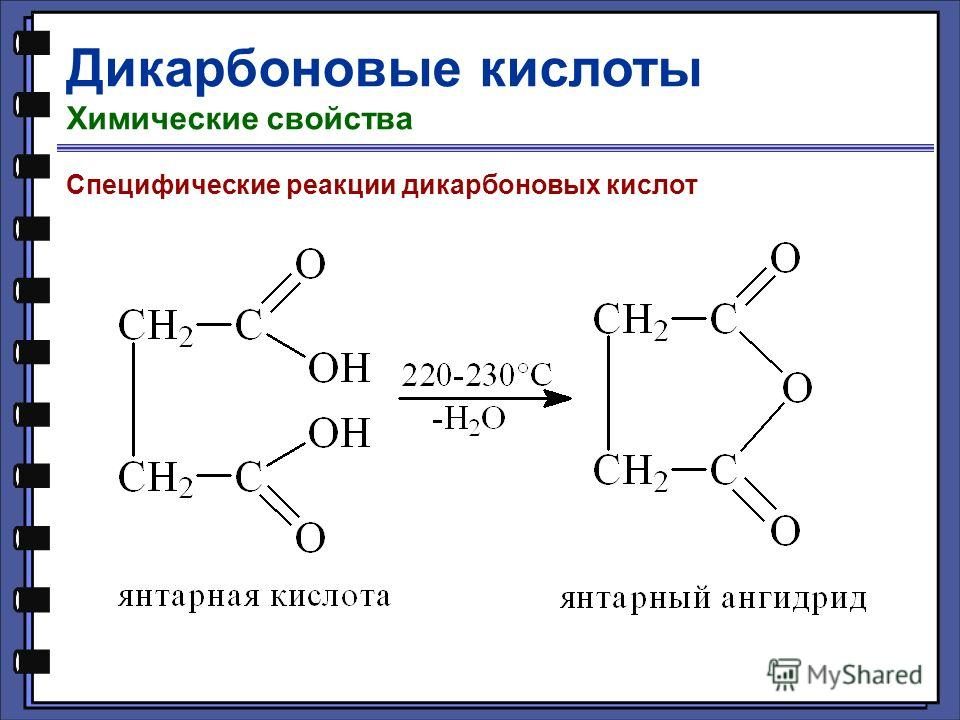 Дикарбоновые кислоты
Химические свойства
Специфические реакции дикарбоновых кислот
O
CH₂ C
OH
OH
CH₂ C
O
220-230°C
-H₂O
O
CH₂ C
O
CH₂ C
O
янтарная кислота
янтарный ангидрид
MyShared